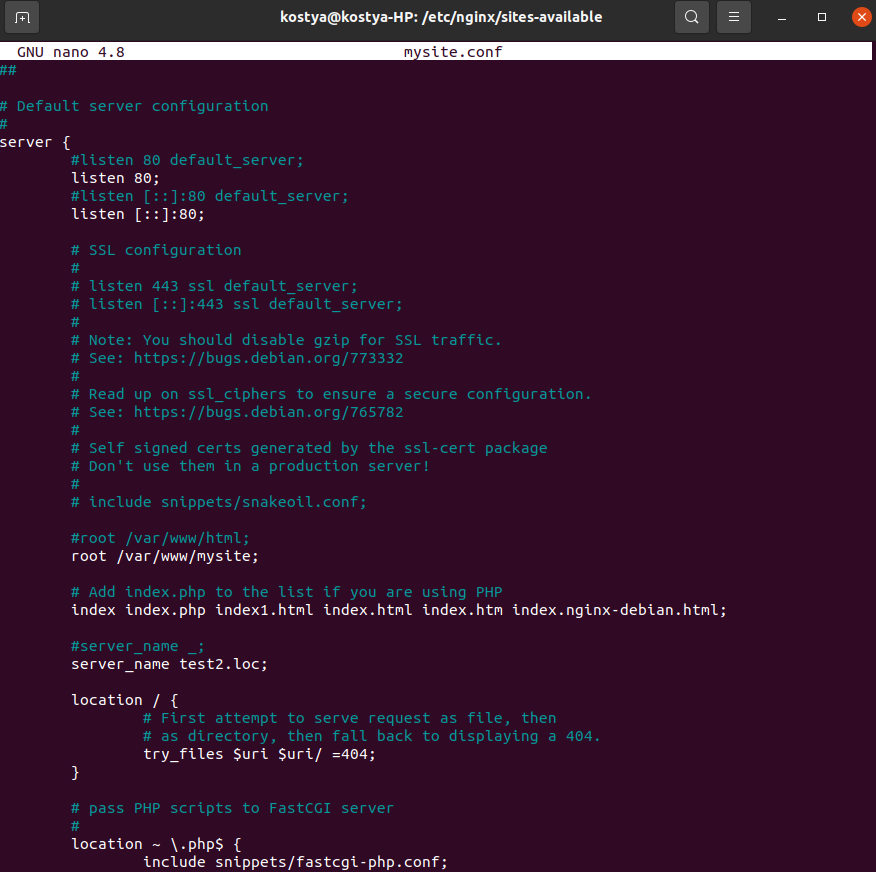 kostya@kostya-HP: /etc/nginx/sites-available
GNU nano 4.8 mysite.conf
##
# Default server configuration
#
server {
#listen 80 default_server;
listen 80;
#listen [::]:80 default_server;
listen [::]:80;
# SSL configuration
#
# listen 443 ssl default_server;
# listen [::]:443 ssl default_server;
#
# Note: You should disable gzip for SSL traffic.
# See: https://bugs.debian.org/773332
#
# Read up on ssl_ciphers to ensure a secure configuration.
# See: https://bugs.debian.org/765782
#
# Self signed certs generated by the ssl-cert package
# Don't use them in a production server!
#
# include snippets/snakeoil.conf;
#root /var/www/html;
root /var/www/mysite;
# Add index.php to the list if you are using PHP
index index.php index1.html index.html index.htm index.nginx-debian.html;
#server_name _;
server_name test2.loc;
location / {
# First attempt to serve request as file, then
# as directory, then fall back to displaying a 404.
try_files $uri $uri/ =404;
}
# pass PHP scripts to FastCGI server
#
location ~ \.php$ {
include snippets/fastcgi-php.conf;